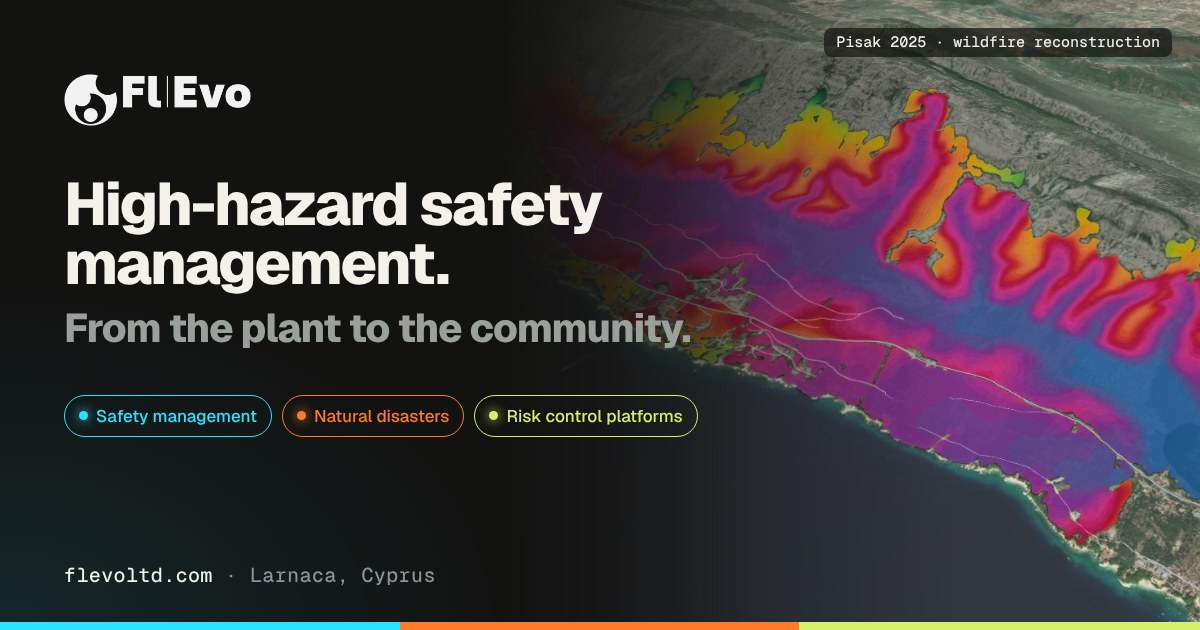 Pisak 2025 · wildfire reconstruction
Fl|Evo
High-hazard safety
management.
From the plant to the community.
Safety management
Natural disasters
Risk control platforms
flevoltd.com · Larnaca, Cyprus